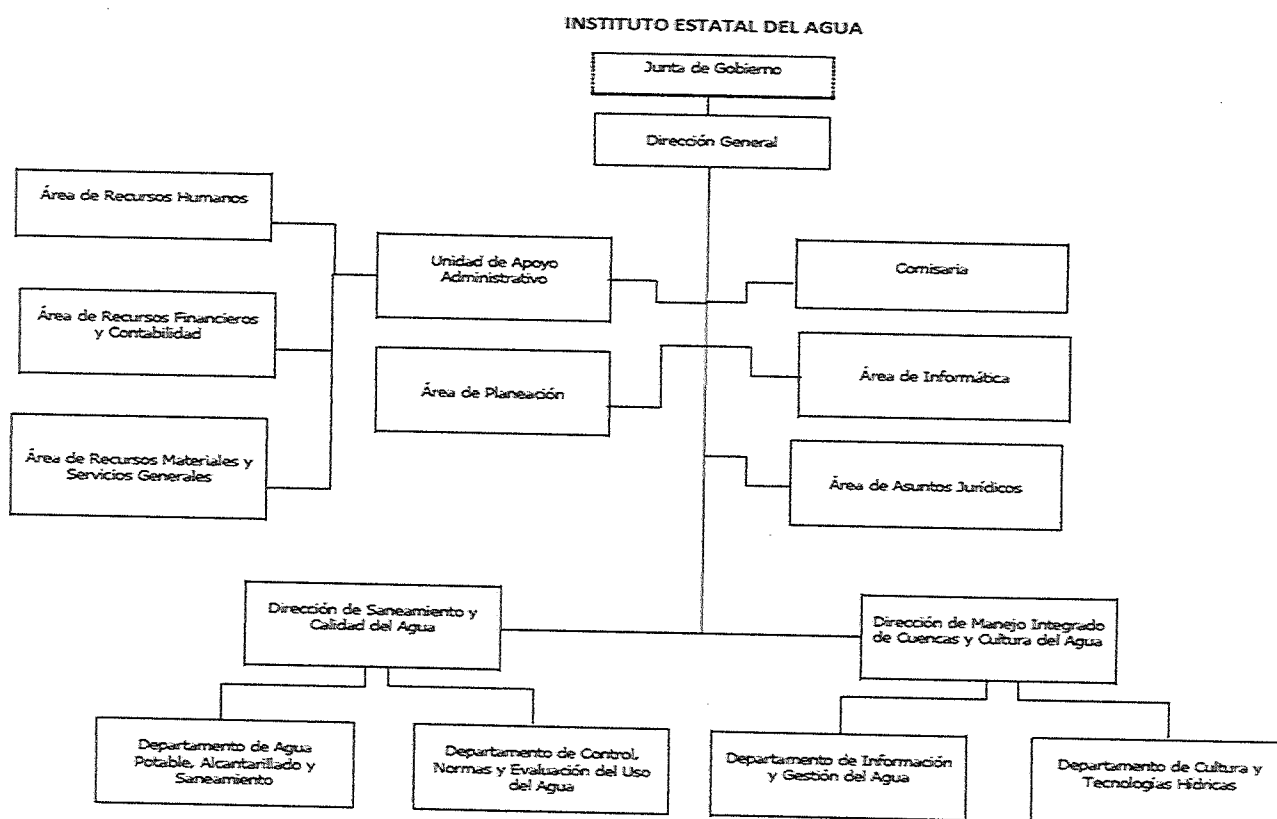 INSTITUTO ESTATAL DEL AGUA
Junta de Gobierno
Dirección General
Área de Recursos Humanos
Unidad de Apoyo
Administrativo
Comisaria
Área de Recursos Financieros
y Contabilidad
Área de Planeación
Área de Informática
Área de Recursos Materiales y
Servicios Generales
Área de Asuntos Jurídicos
Dirección de Saneamiento y
Calidad del Agua
Dirección de Manejo Integrado
de Cuencas y Cultura del Agua
Departamento de Agua
Potable, Alcantarillado y
Saneamiento
Departamento de Control,
Normas y Evaluación del Uso
del Agua
Departamento de Información
y Gestión del Agua
Departamento de Cultura y
Tecnologías Hídricas